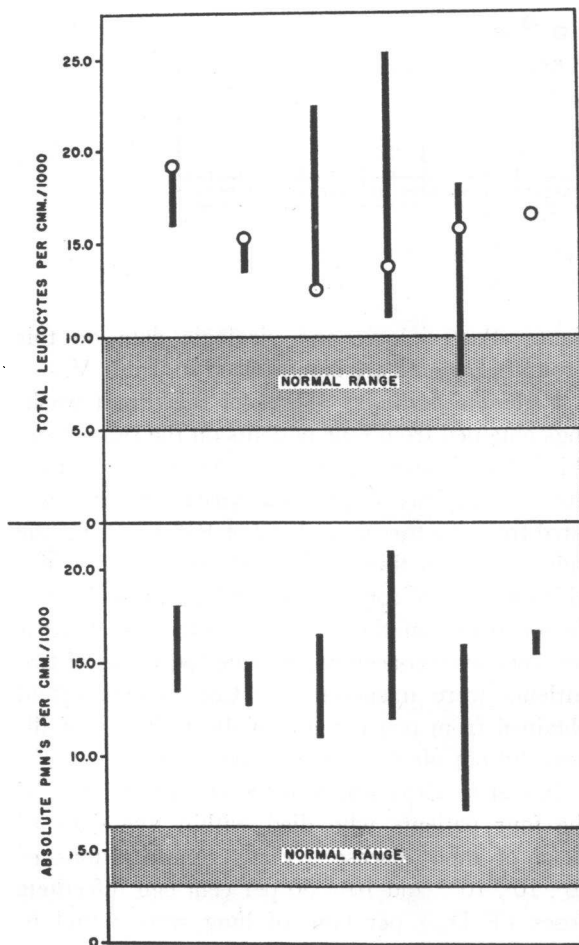 TOTAL LEUKOCYTES PER CMM./1000
25.0
20.0
15.0
10.0
5.0
0
NORMAL RANGE
ABSOLUTE PMN'S PER CMM./1000
20.0
15.0
10.0
5.0
0
NORMAL RANGE